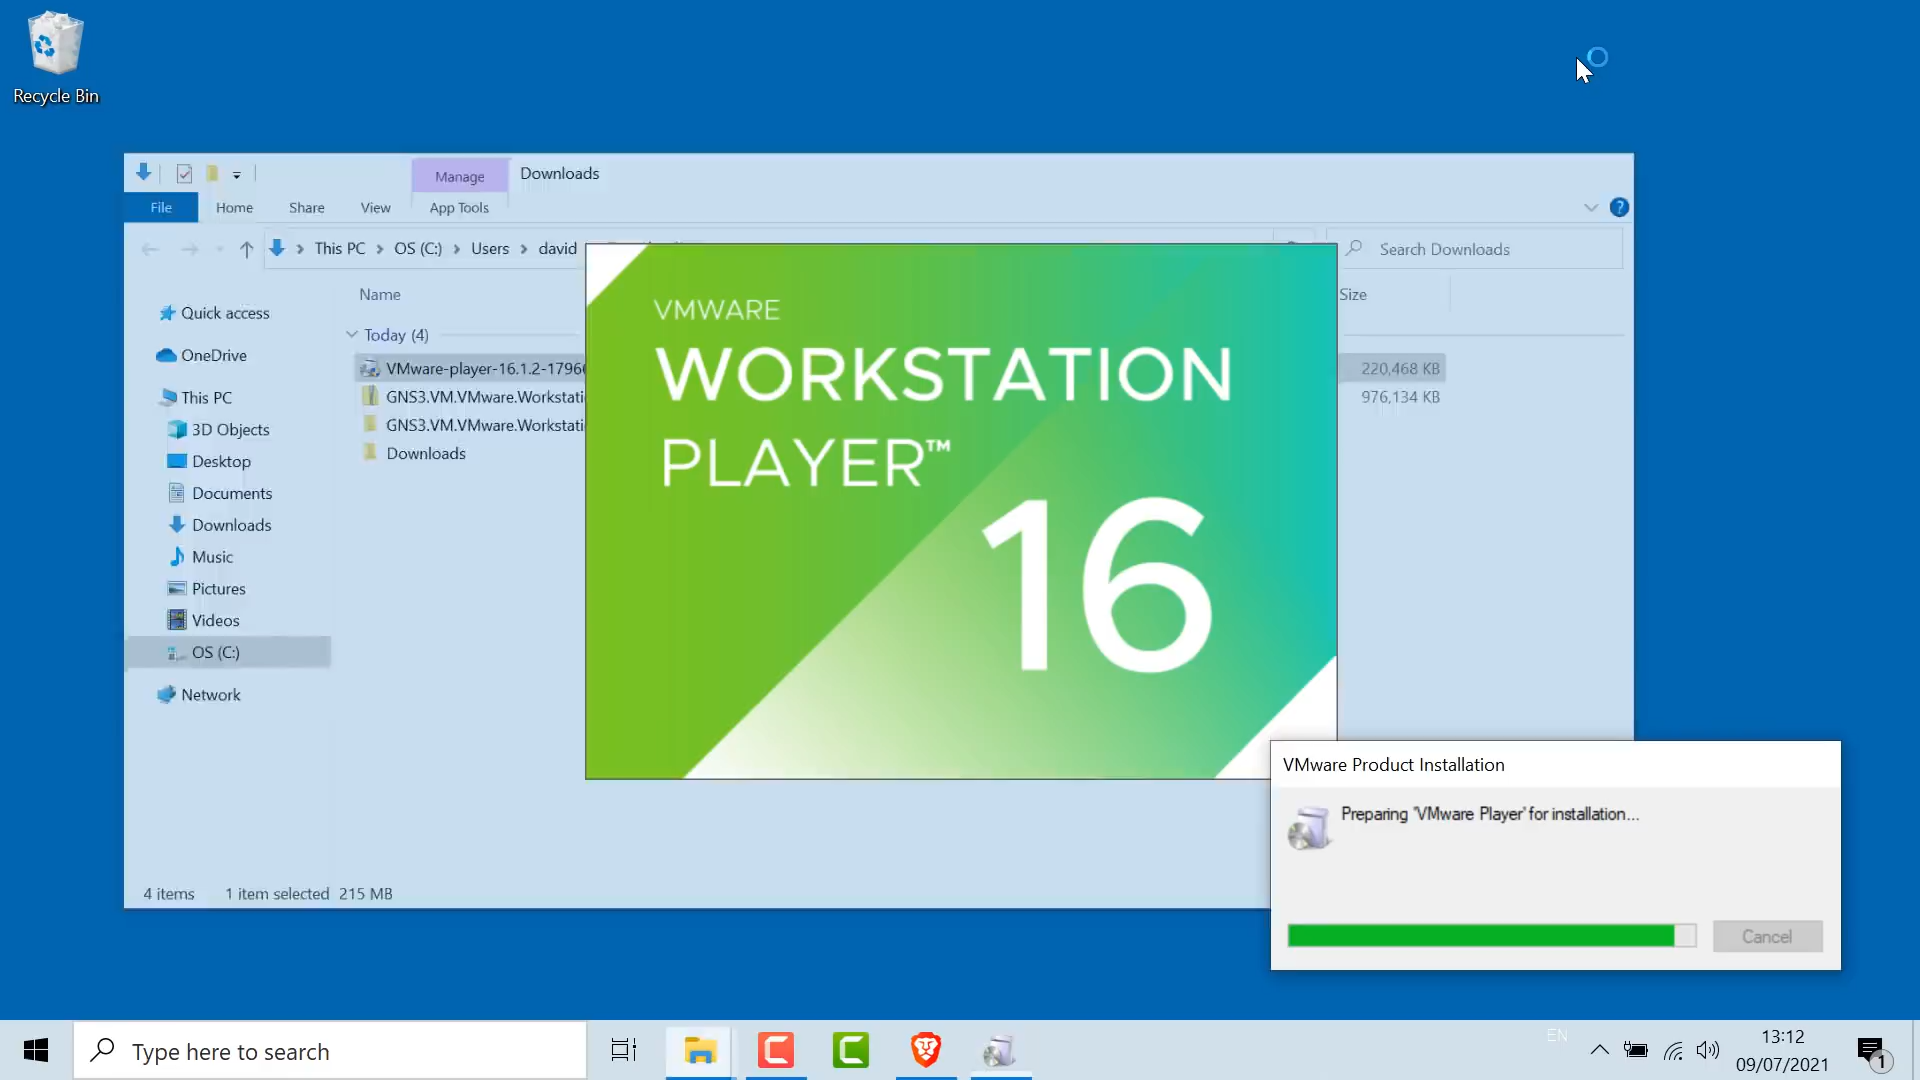 Recycle Bin
Manage
Downloads
File
Home
Share
View
App Tools
?
This PC
OS (C:)
Users
david
Search Downloads
Name
Size
Quick access
OneDrive
This PC
3D Objects
Desktop
Documents
Downloads
Music
Pictures
Videos
OS (C:)
Network
Today (4)
VMware-player-16.1.2-1796
220,468 KB
GNS3.VM.VMware.Workstati
976,134 KB
GNS3.VM.VMware.Workstati
Downloads
VMWARE
WORKSTATION
PLAYER™
16
4 items
1 item selected
215 MB
VMware Product Installation
Preparing 'VMware Player' for installation...
Cancel
Type here to search
EN
13:12
09/07/2021
1